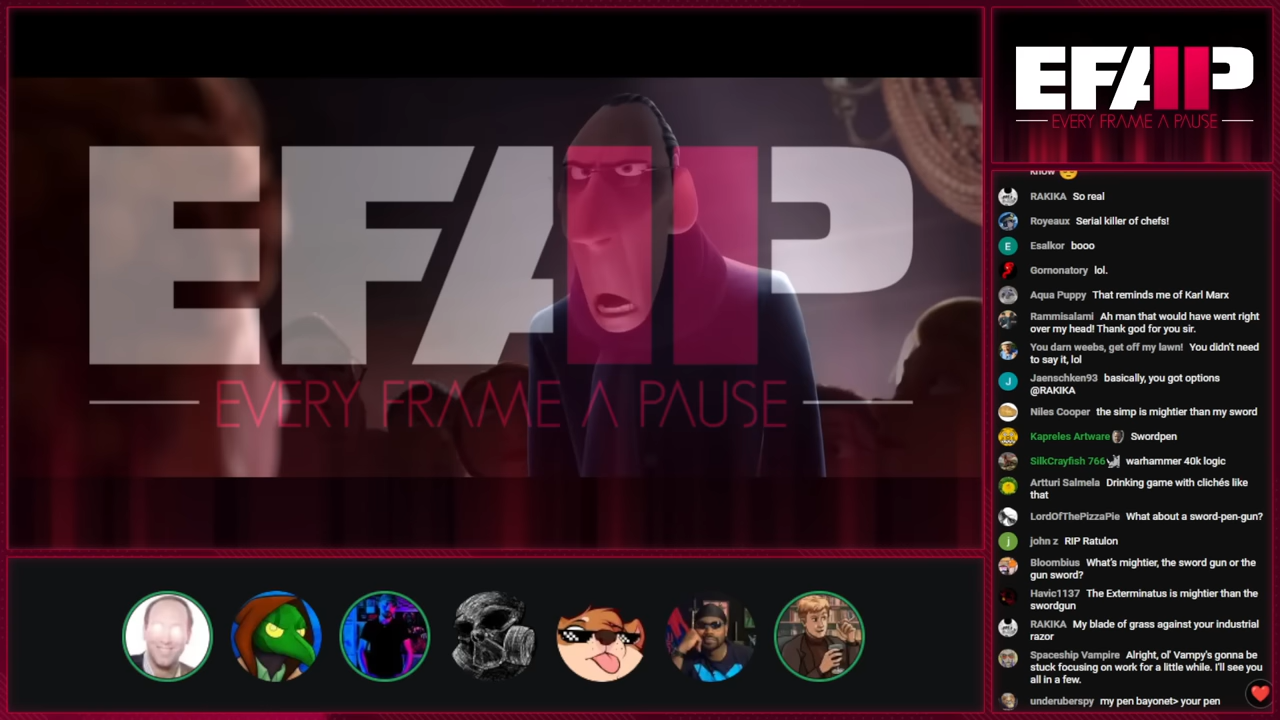 EFAP
EVERY FRAME A PAUSE
EFAP
EVERY FRAME A PAUSE
know
RAKIKA So real
Royeaux Serial killer of chefs!
E
Esalkor booo
Gornonatory lol.
Aqua Puppy That reminds me of Karl Marx
Rammisalami Ah man that would have went right
over my head! Thank god for you sir.
You darn weebs, get off my lawn! You didn't need
to say it, lol
J
Jaenschken93 basically, you got options
@RAKIKA
Niles Cooper the simp is mightier than my sword
Kapreles Artware Swordpen
SilkCrayfish 766 warhammer 40k logic
Artturi Salmela Drinking game with clichés like
that
LordOfThePizzaPie What about a sword-pen-gun?
j
john z RIP Ratulon
Bloombius What's mightier, the sword gun or the
gun sword?
Havic1137 The Exterminatus is mightier than the
swordgun
RAKIKA My blade of grass against your industrial
razor
Spaceship Vampire Alright, ol' Vampy's gonna be
stuck focusing on work for a little while. I'll see you
all in a few.
underuberspy my pen bayonet> your pen